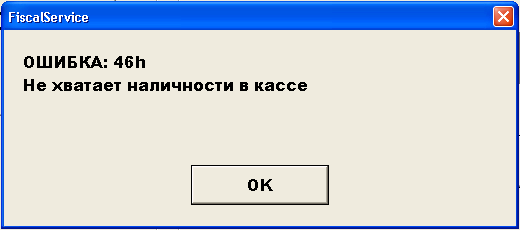 FiscalService
ОШИБКА: 46h
Не хватает наличности в кассе
OK